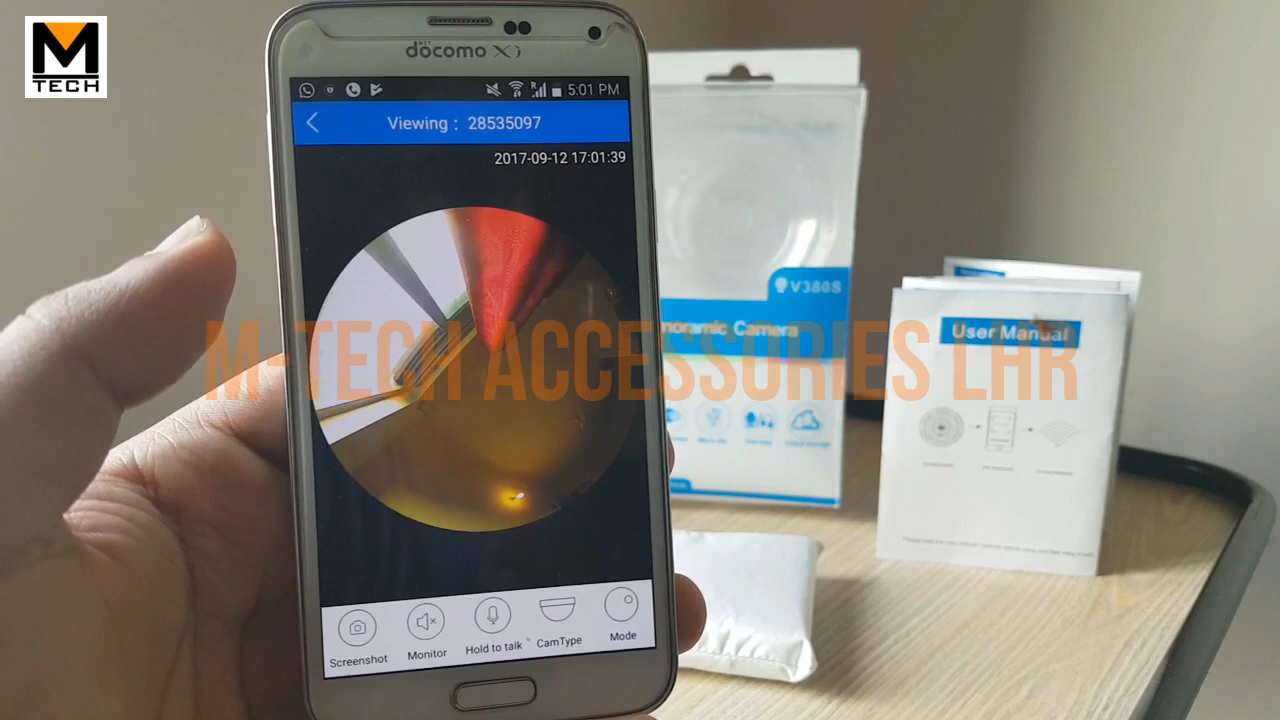 M
TECH
NTT
docomo Xi
5:01 PM
Viewing : 28535097
2017-09-12 17:01:39
V380S
noramic Camera
User Manual
M-TECH ACCESSORIES LHR
Screenshot
Monitor
Hold to talk
CamType
Mode